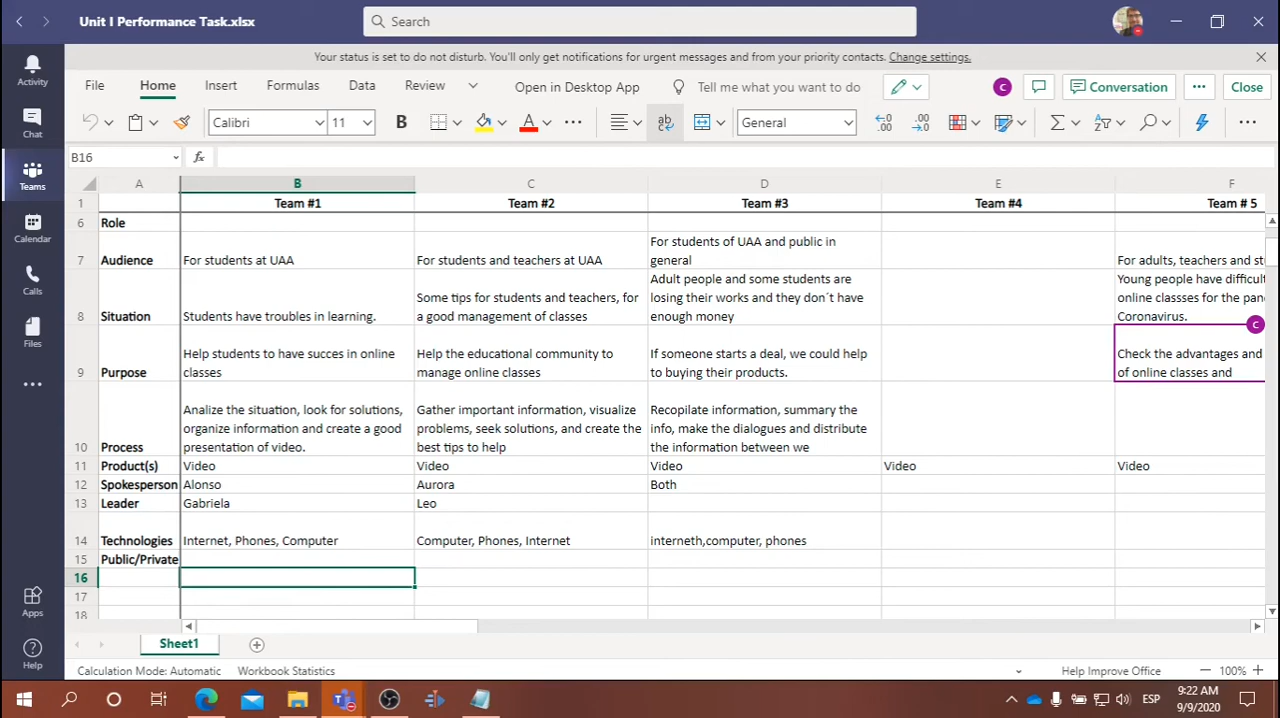 Unit I Performance Task.xlsx
Search
Your status is set to do not disturb. You'll only get notifications for urgent messages and from your priority contacts. Change settings.
File Home Insert Formulas Data Review Open in Desktop App Tell me what you want to do C Conversation Close
Calibri 11 B A ab General
B16 fx
A B C D E F
1 Team #1 Team #2 Team #3 Team #4 Team # 5
6 Role
7 Audience
For students at UAA
For students and teachers at UAA
For students of UAA and public in
general
For adults, teachers and st
8 Situation
Students have troubles in learning.
Some tips for students and teachers, for
a good management of classes
Adult people and some students are
losing their works and they don´t have
enough money
Young people have difficult
online classses for the pan
Coronavirus.
C
9 Purpose
Help students to have succes in online
classes
Help the educational community to
manage online classes
If someone starts a deal, we could help
to buying their products.
Check the advantages and
of online classes and
10 Process
Analize the situation, look for solutions,
organize information and create a good
presentation of video.
Gather important information, visualize
problems, seek solutions, and create the
best tips to help
Recopilate information, summary the
info, make the dialogues and distribute
the information between we
11 Product(s) Video Video Video Video Video
12 Spokesperson Alonso Aurora Both
13 Leader Gabriela Leo
14 Technologies Internet, Phones, Computer Computer, Phones, Internet interneth,computer, phones
15 Public/Private
16
17
18
Sheet1
Calculation Mode: Automatic Workbook Statistics Help Improve Office 100%
Activity
Chat
Teams
Calendar
Calls
Files
Apps
Help
ESP
9:22 AM
9/9/2020